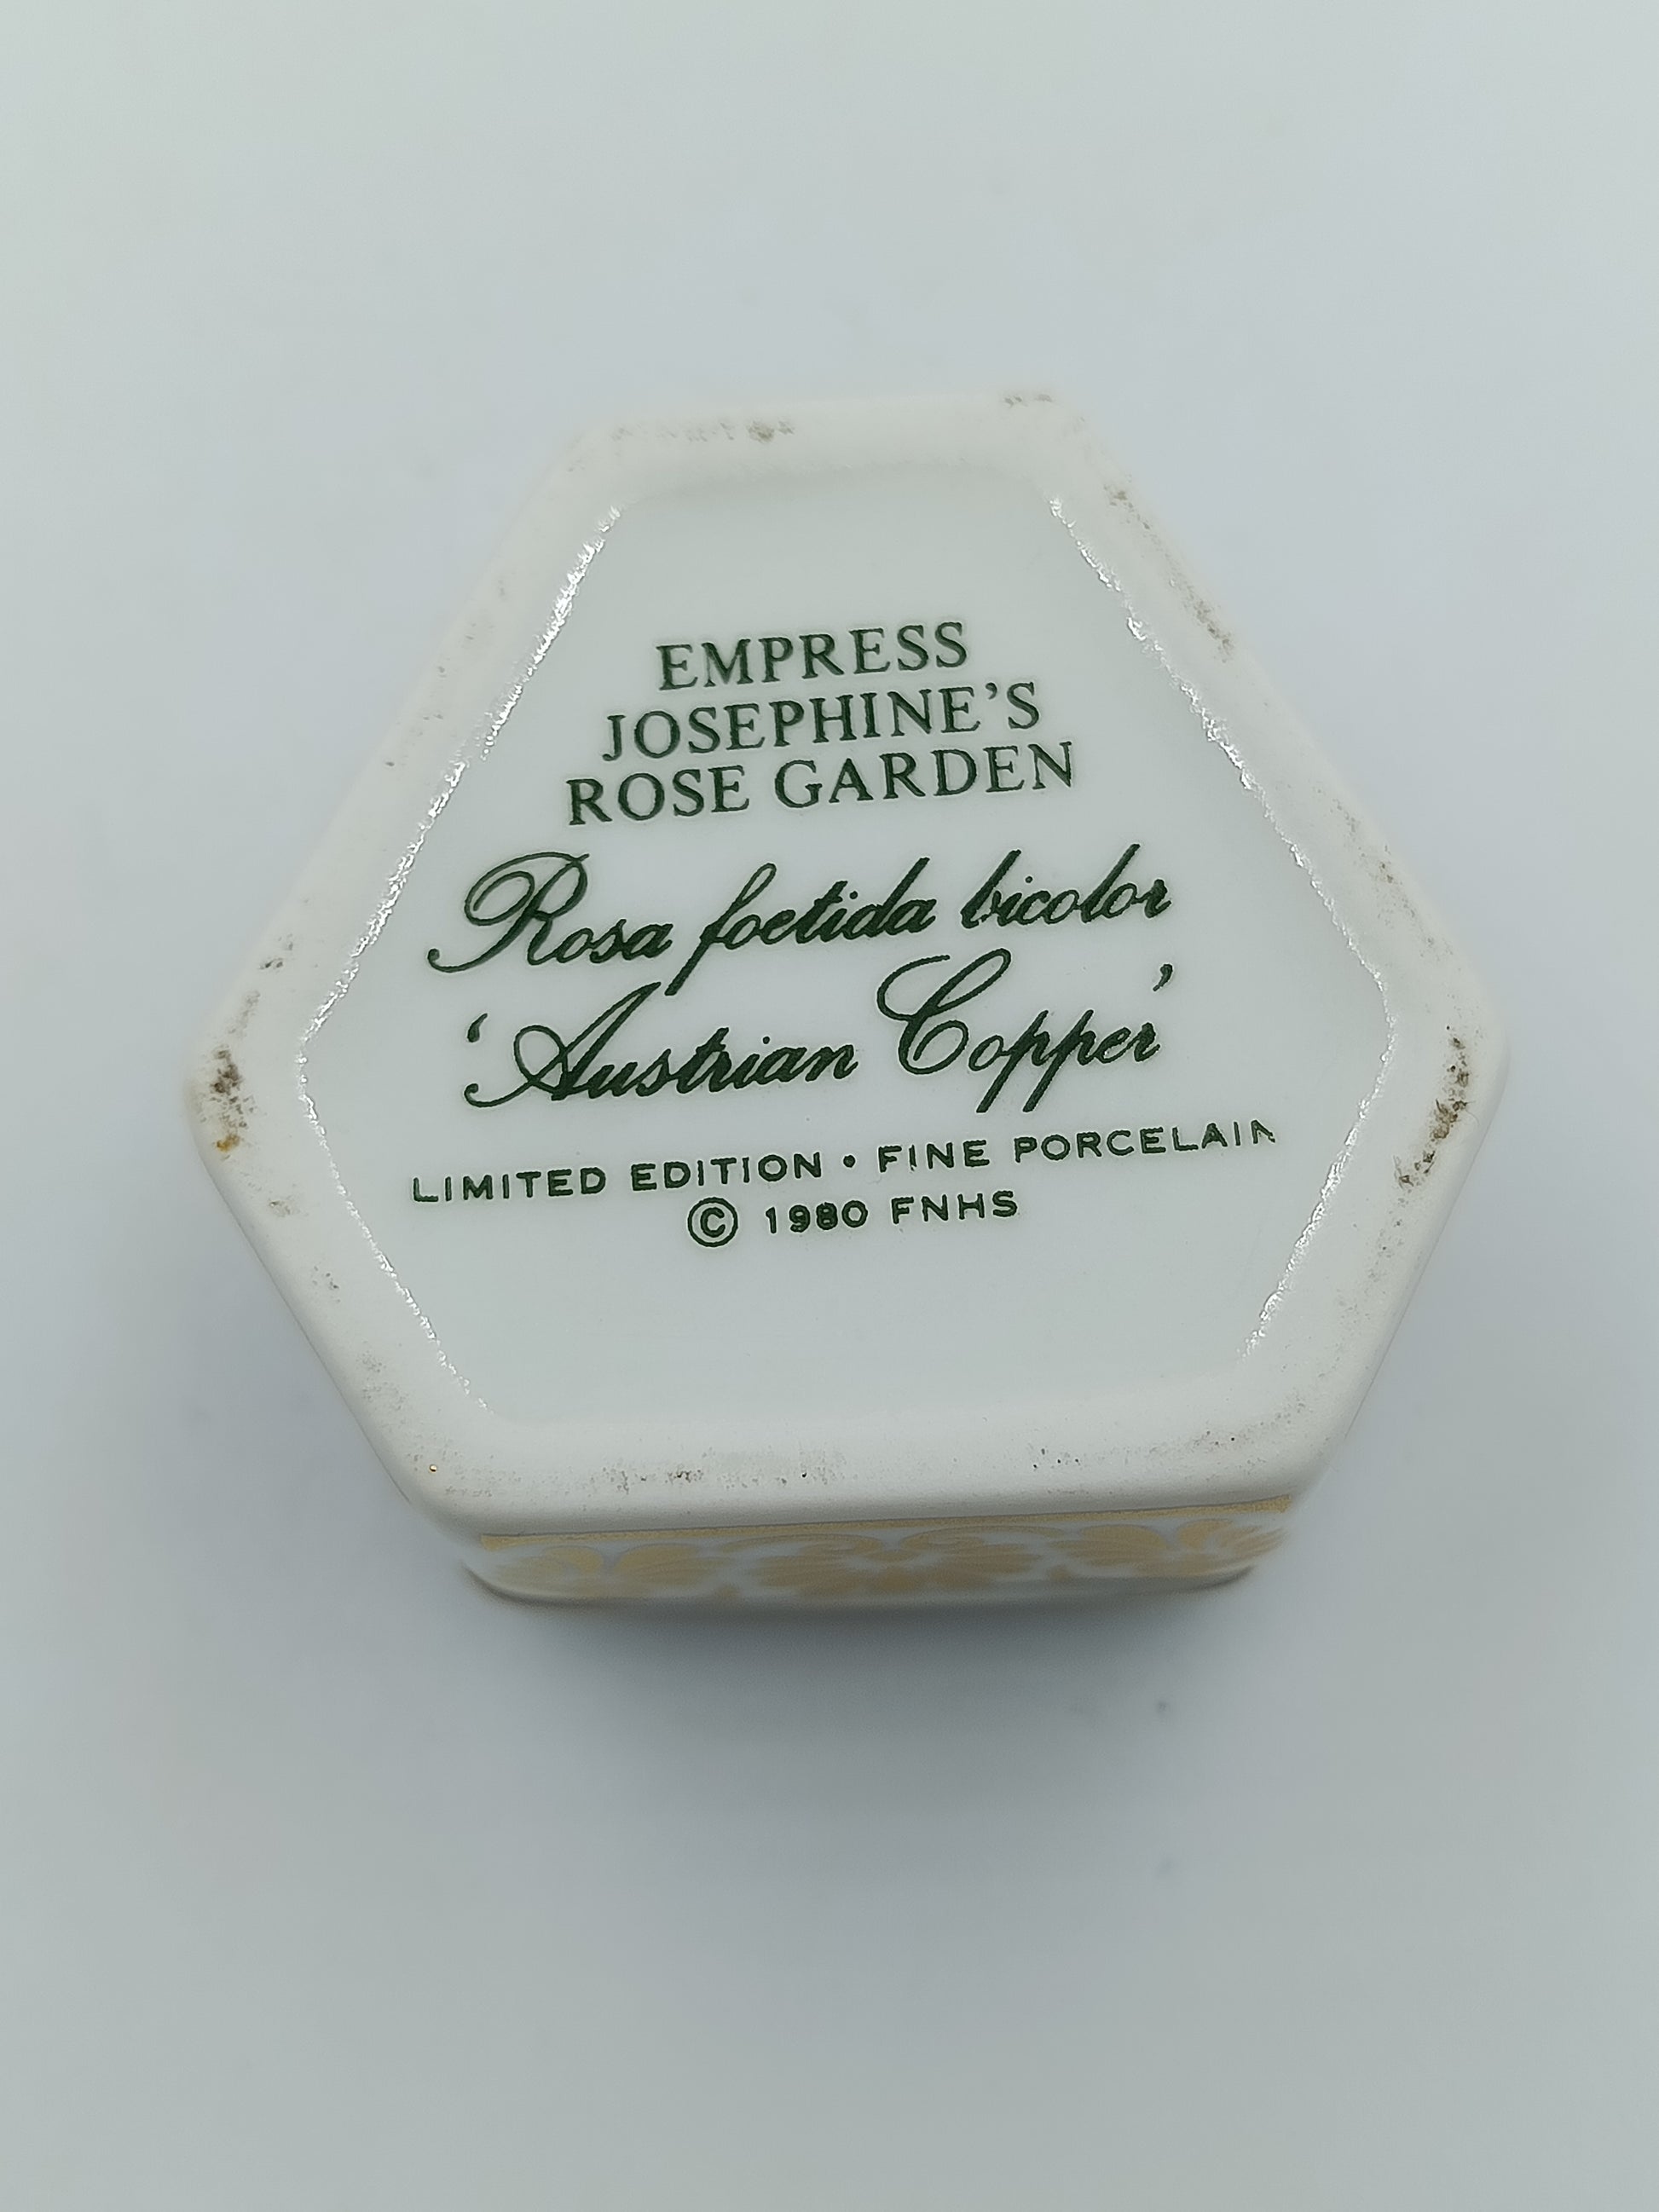 EMPRESS
JOSEPHINE'S
ROSE GARDEN
Rosa foetida bicolor
‘Austrian Copper’
LIMITED EDITION • FINE PORCELAIN
© 1980 FNHS